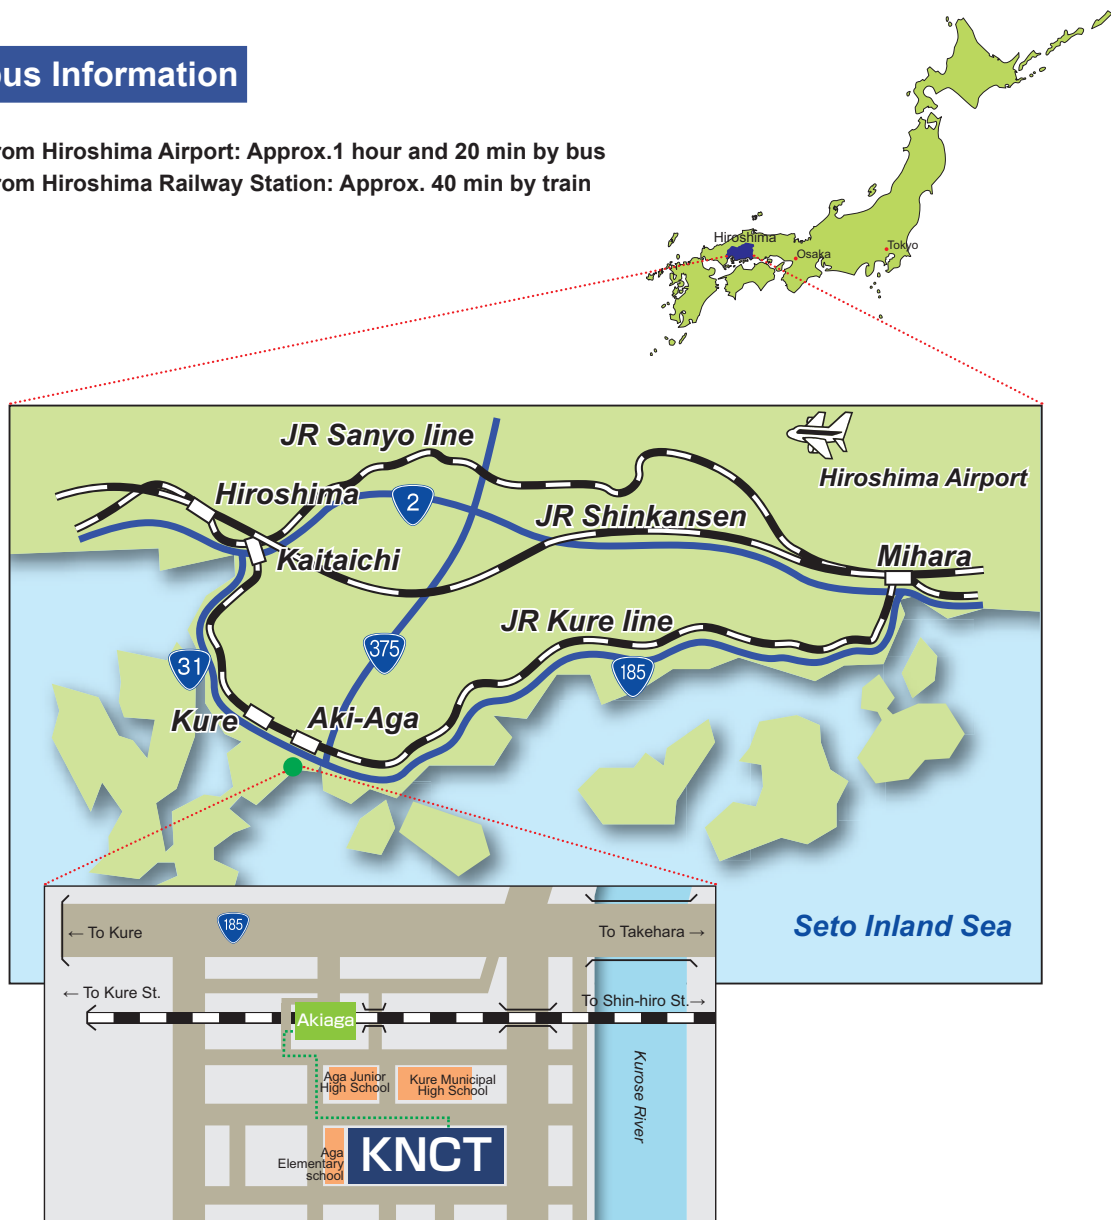 ous Information
rom Hiroshima Airport: Approx.1 hour and 20 min by bus
rom Hiroshima Railway Station: Approx. 40 min by train
Hiroshima
Osaka
Tokyo
JR Sanyo line
Hiroshima Airport
Hiroshima
2
JR Shinkansen
Kaitaichi
Mihara
JR Kure line
375
31
185
Kure
Aki-Aga
Seto Inland Sea
185
← To Kure
To Takehara →
← To Kure St.
To Shin-hiro St.→
Akiaga
Aga Junior
High School
Kure Municipal
High School
Kurose River
Aga
Elementary
school
KNCT